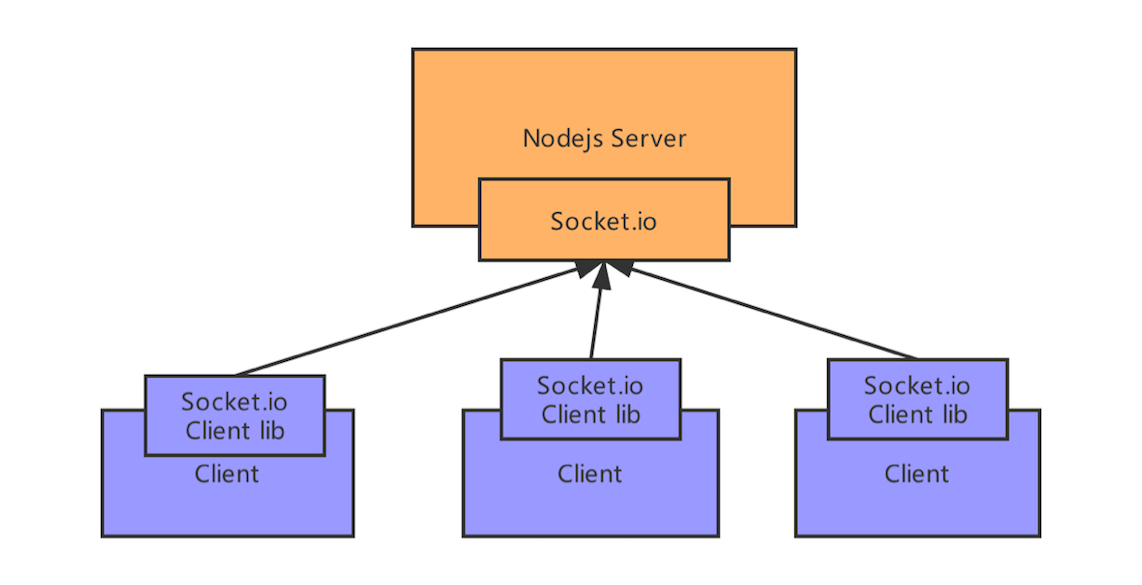 Nodejs Server
Socket.io
Socket.io
Client lib
Client
Socket.io
Client lib
Client
Socket.io
Client lib
Client